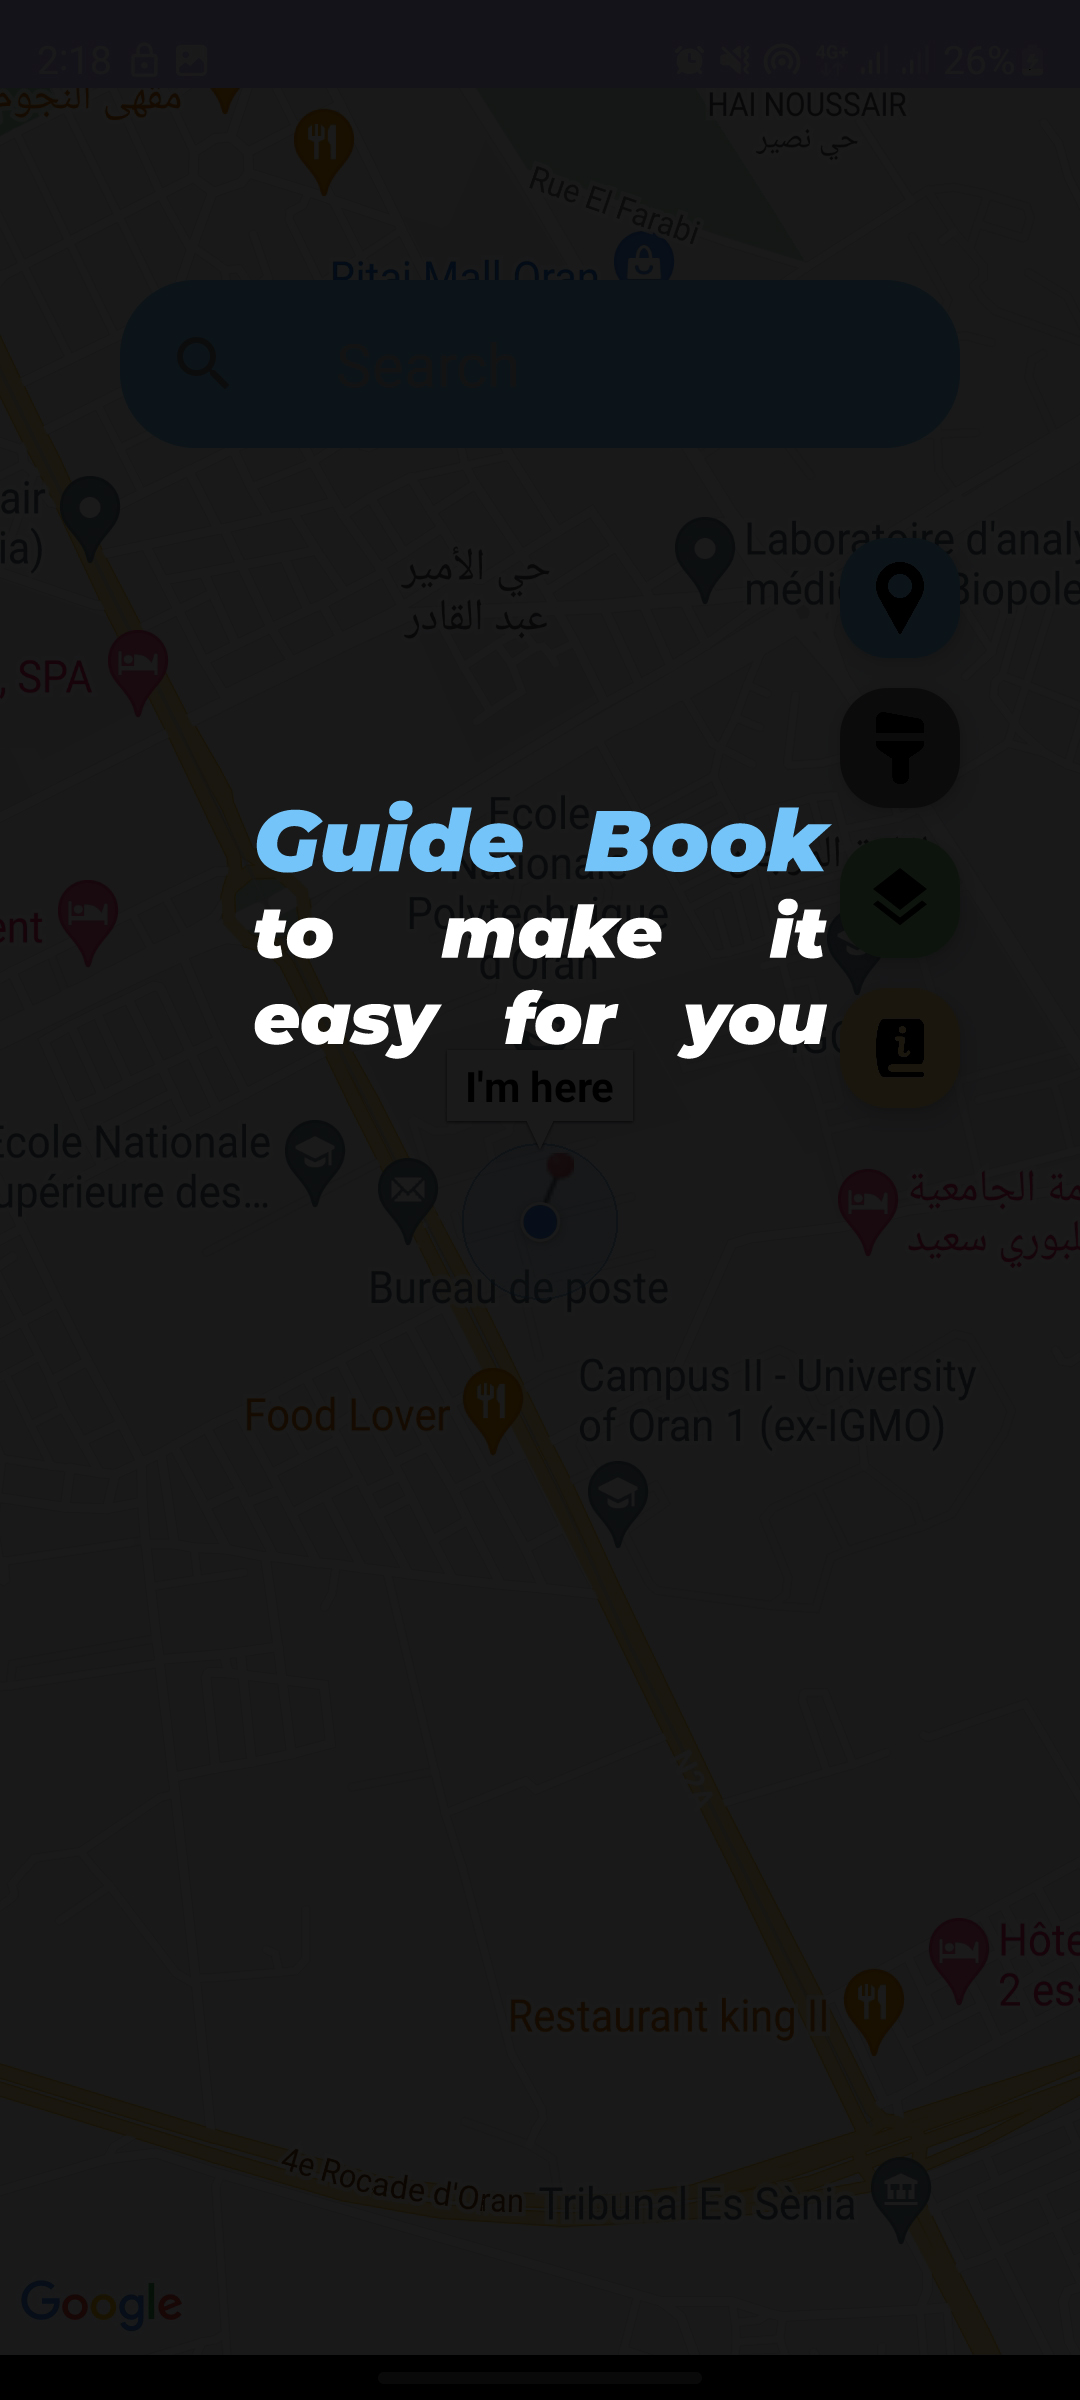 2:18
4G+
26%
مقهى النجوم
HAI NOUSSAIR
حي نصير
Rue El Farabi
Ritaj Mall Oran
Search
air
ia)
حي الأمير
عبد القادر
Laboratoire d'analy
médi Biopole
, SPA
Guide Book
Ecole
Nationale
Polytechnique
d'Oran
to make it
easy for you
ent
I'm here
Ecole Nationale
upérieure des...
مة الجامعية
لبوري سعيد
Bureau de poste
Campus II - University
of Oran 1 (ex-IGMO)
Food Lover
Hôte
2 es
Restaurant king II
4e Rocade d'Oran
Tribunal Es Sènia
Google